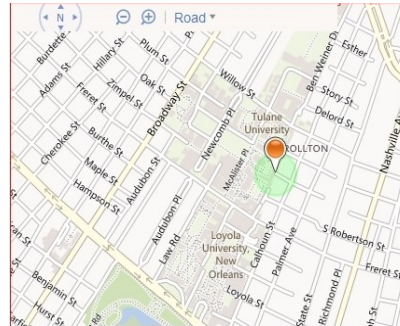 N
Road
Burdette St
Hillary St
Plum St
Adams St
Freret St
Zimpel St
Oak St
Willow St
Broadway St
Ben Weiner Dr
Esther
Story St
Delord St
Tulane
University
Nashville Av
Cherokee St
Burthe St
Newcomb Pl
ROLLTON
Maple St
Audubon St
McAlister Pl
Hampson St
Audubon Pl
Law Rd
Loyola
University,
New
Orleans
Calhoun St
Palmer Ave
S Robertson St
Freret St
Loyola St
State St
Richmond Pl
Benjamin St
Hurst St